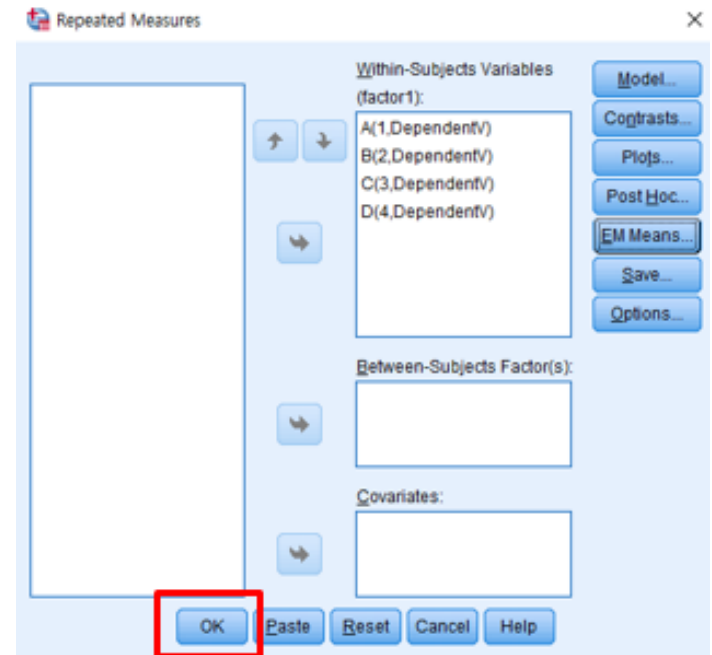 Repeated Measures
Within-Subjects Variables
(factor1):
A(1,DependentV)
B(2,DependentV)
C(3,DependentV)
D(4,DependentV)
Model...
Contrasts...
Plots...
Post Hoc...
EM Means...
Save...
Options...
Between-Subjects Factor(s):
Covariates:
OK Paste Reset Cancel Help